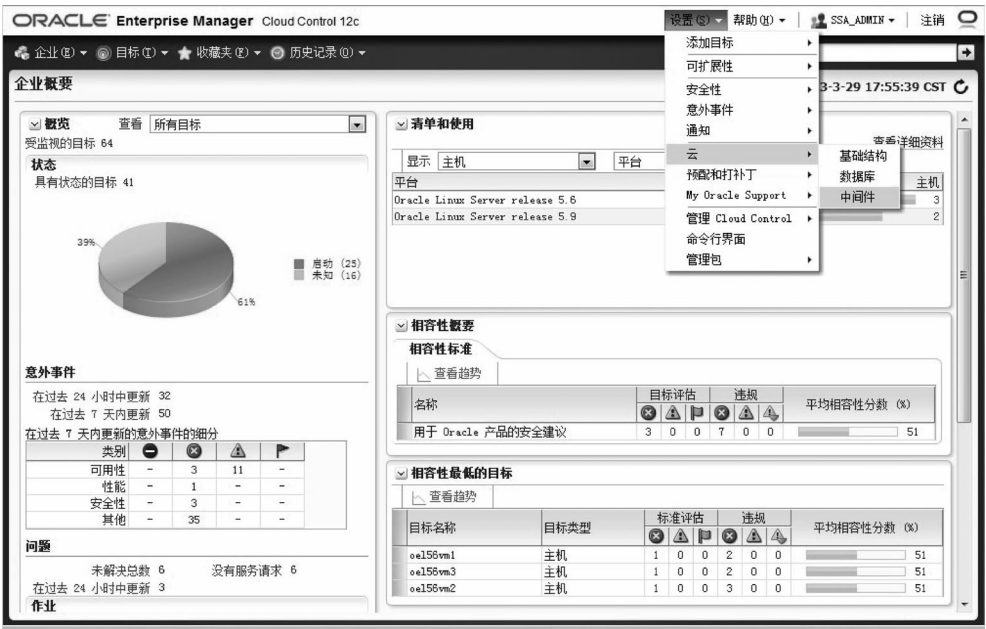 ORACLE Enterprise Manager Cloud Control 12c
设置(S) 帮助(H) SSA_ADMIN 注销
企业(E) 目标(T) 收藏夹(F) 历史记录(O)
添加目标
可扩展性
安全性
意外事件
通知
云
预配和打补丁
My Oracle Support
管理 Cloud Control
命令行界面
管理包
基础结构
数据库
中间件
企业概要
3-3-29 17:55:39 CST
概览 查看 所有目标
受监视的目标 64
状态
具有状态的目标 41
39%
61%
启动 (25)
未知 (16)
意外事件
在过去 24 小时中更新 32
在过去 7 天内更新 50
在过去 7 天内更新的意外事件的细分
类别
可用性 - 3 11 -
性能 - 1 - -
安全性 - 3 - -
其他 - 35 - -
问题
未解决总数 6 没有服务请求 6
在过去 24 小时中更新 3
作业
清单和使用
查看详细资料
显示 主机 平台
平台 主机
Oracle Linux Server release 5.6 3
Oracle Linux Server release 5.9 2
相容性概要
相容性标准
查看趋势
名称 目标评估 违规 平均相容性分数 (%)
用于 Oracle 产品的安全建议 3 0 0 7 0 0 51
相容性最低的目标
查看趋势
目标名称 目标类型 标准评估 违规 平均相容性分数 (%)
oel56vm1 主机 1 0 0 2 0 0 51
oel56vm3 主机 1 0 0 2 0 0 51
oel56vm2 主机 1 0 0 3 0 0 51